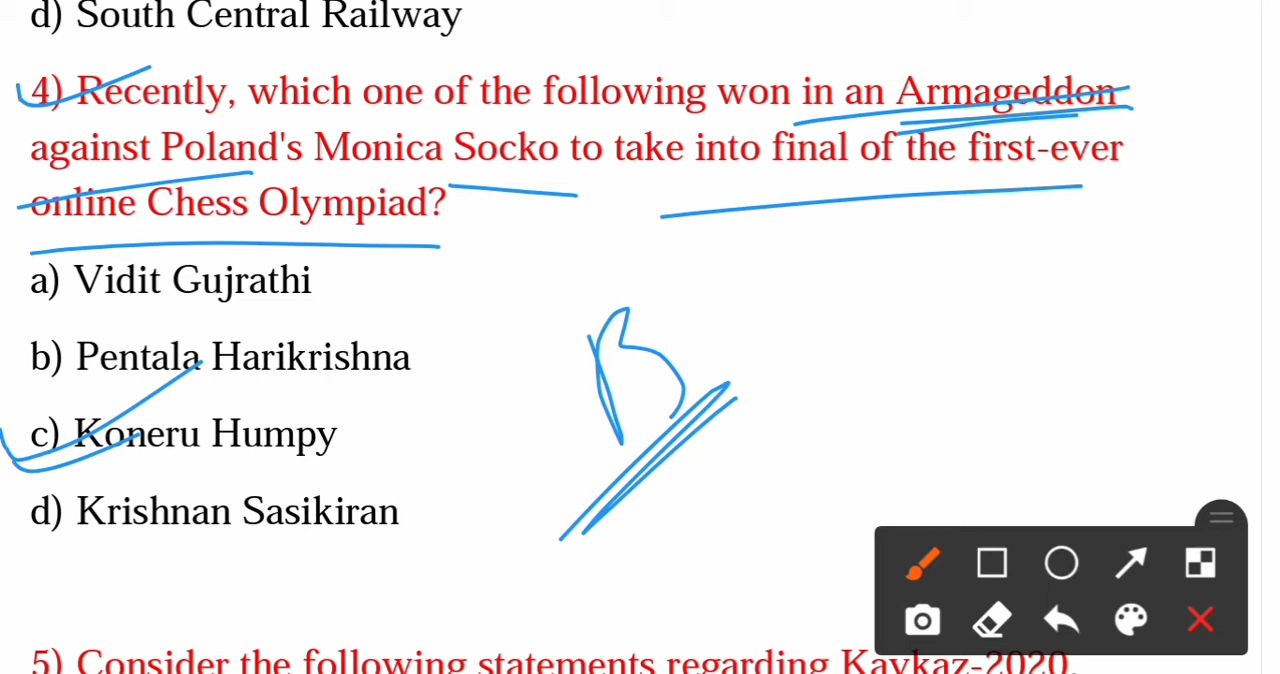 d) South Central Railway
4) Recently, which one of the following won in an Armageddon
against Poland's Monica Socko to take into final of the first-ever
online Chess Olympiad?
a) Vidit Gujrathi
b) Pentala Harikrishna
c) Koneru Humpy
d) Krishnan Sasikiran
5) Consider the following statements regarding Kavkaz-2020.